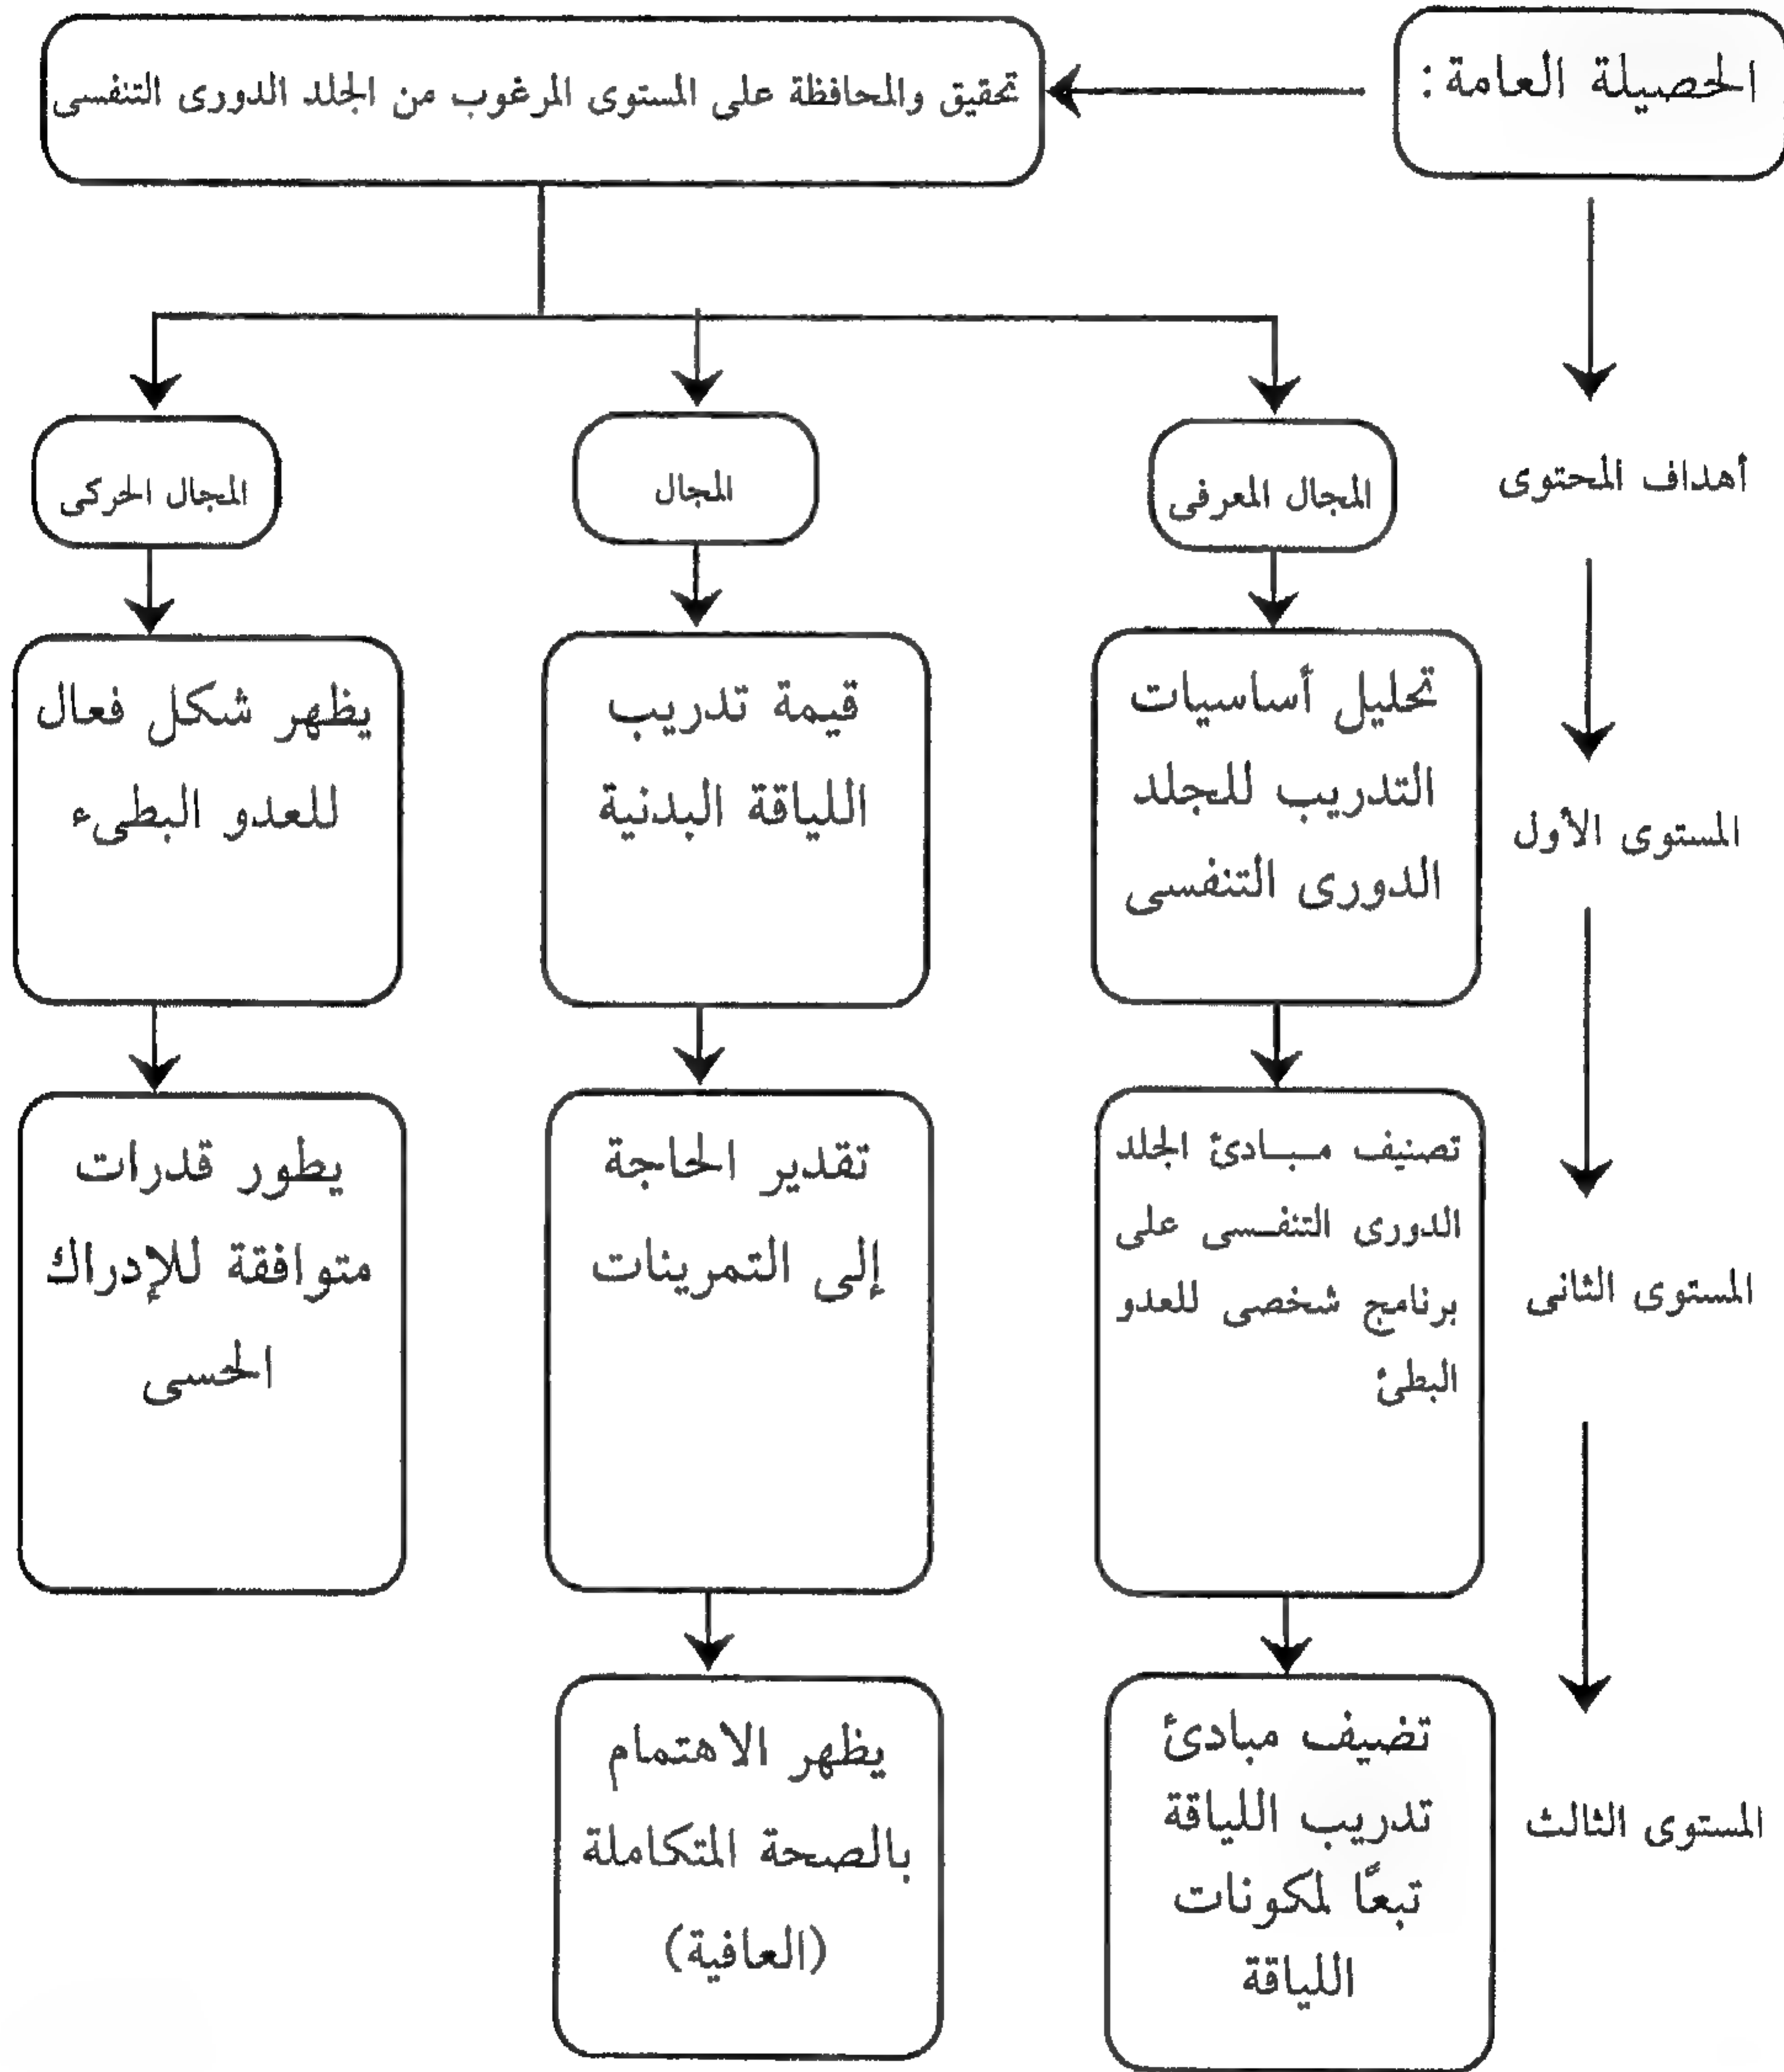 الحصيلة العامة:
تحقيق والمحافظة على المستوى المرغوب من الجلد الدورى التنفسى
أهداف المحتوى
المجال المعرفى
المجال
المجال الحركى
المستوى الأول
تحليل أساسيات
التدريب للجلد
الدورى التنفسى
قيمة تدريب
اللياقة البدنية
يظهر شكل فعال
للعدو البطىء
المستوى الثانى
تصنيف مبادئ الجلد
الدورى التنفسى على
برنامج شخصى للعدو
البطئ
تقدير الحاجة
إلى التمرينات
يطور قدرات
متوافقة للإدراك
الحسى
المستوى الثالث
تضيف مبادئ
تدريب اللياقة
تبعًا لمكونات
اللياقة
يظهر الاهتمام
بالصحة المتكاملة
(العافية)